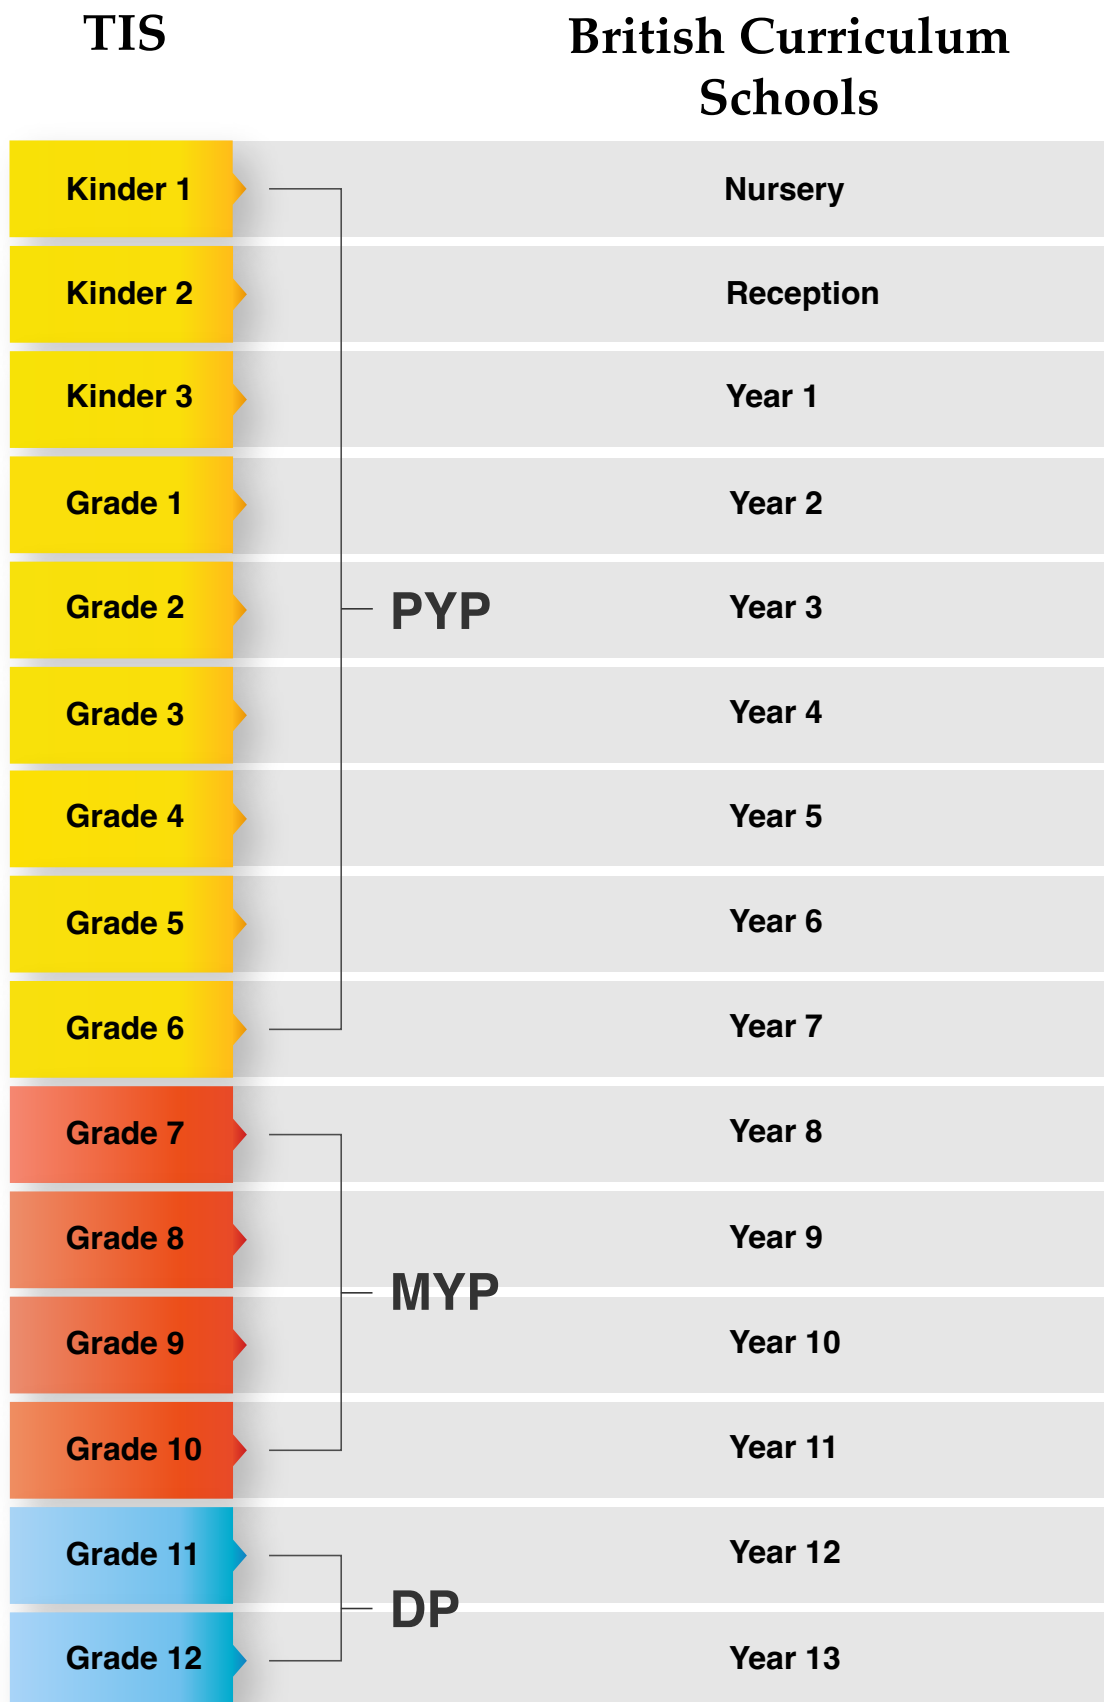 TIS
British Curriculum
Schools
Kinder 1
Nursery
Kinder 2
Reception
Kinder 3
Year 1
Grade 1
Year 2
Grade 2
PYP
Year 3
Grade 3
Year 4
Grade 4
Year 5
Grade 5
Year 6
Grade 6
Year 7
Grade 7
Year 8
Grade 8
Year 9
MYP
Grade 9
Year 10
Grade 10
Year 11
Grade 11
Year 12
DP
Grade 12
Year 13